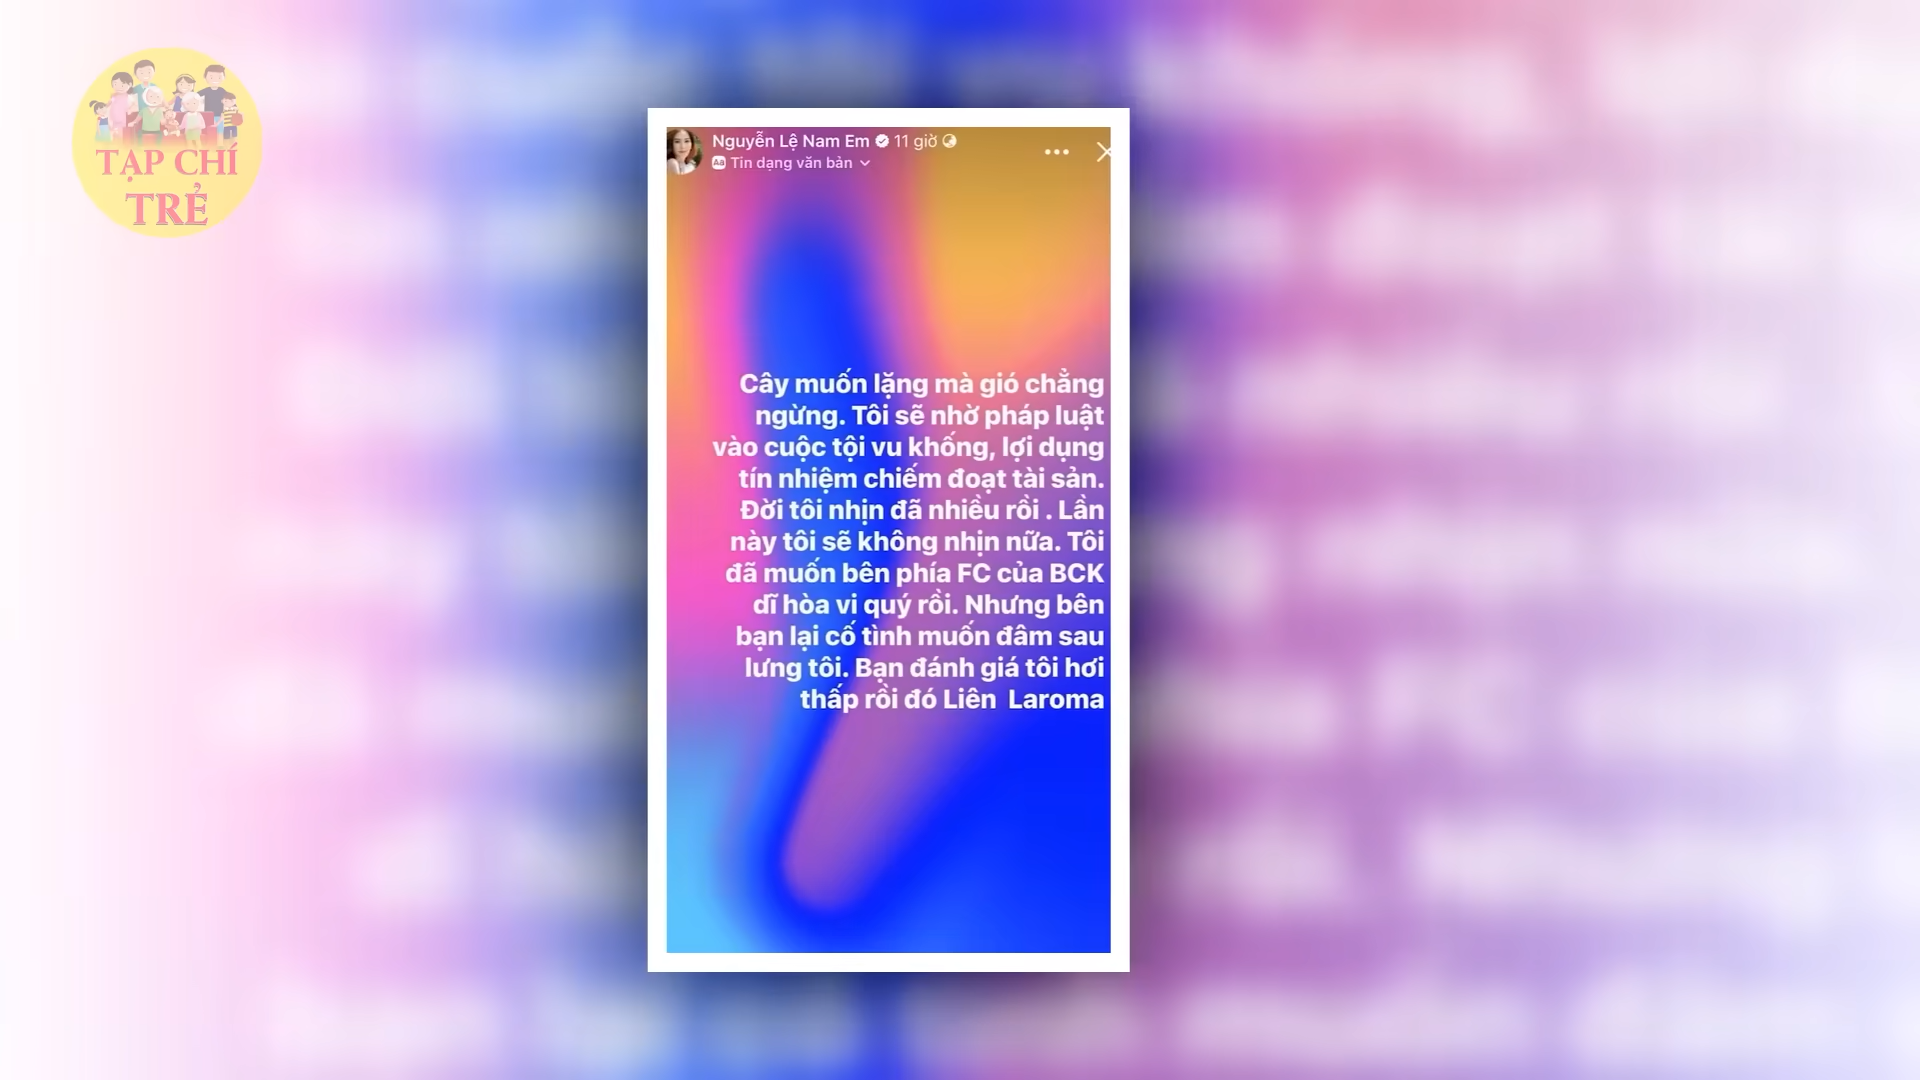 TẠP CHÍ
TRẺ
Nguyễn Lệ Nam Em 11 giờ
Aa Tin dạng văn bản
Cây muốn lặng mà gió chẳng
ngừng. Tôi sẽ nhờ pháp luật
vào cuộc tội vu khống, lợi dụng
tín nhiệm chiếm đoạt tài sản.
Đời tôi nhịn đã nhiều rồi . Lần
này tôi sẽ không nhịn nữa. Tôi
đã muốn bên phía FC của BCK
dĩ hòa vi quý rồi. Nhưng bên
bạn lại cố tình muốn đâm sau
lưng tôi. Bạn đánh giá tôi hơi
thấp rồi đó Liên Laroma